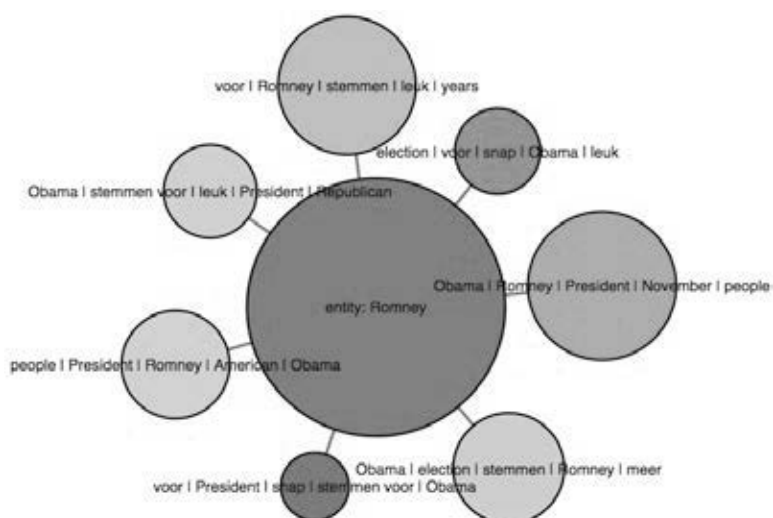 voor | Romney | stemmen | leuk | years
election | voor | snap | Obama | leuk
Obama | stemmen voor | leuk | President | Republican
Obama | Romney | President | November | people
entity: Romney
people | President | Romney | American | Obama
Obama | election | stemmen | Romney | meer
voor | President | snap | stemmen voor | Obama